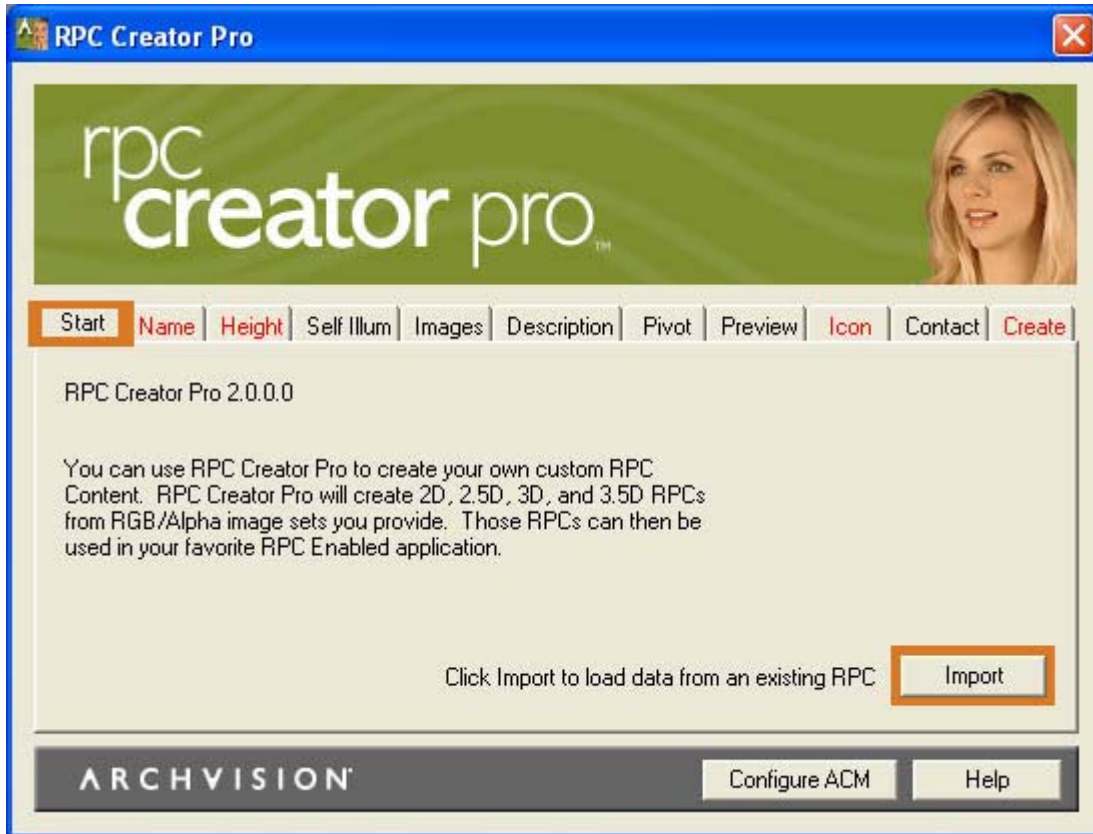 RPC Creator Pro
rpc
creator pro™
Start Name Height Self Illum Images Description Pivot Preview Icon Contact Create
RPC Creator Pro 2.0.0.0
You can use RPC Creator Pro to create your own custom RPC
Content. RPC Creator Pro will create 2D, 2.5D, 3D, and 3.5D RPCs
from RGB/Alpha image sets you provide. Those RPCs can then be
used in your favorite RPC Enabled application.
Click Import to load data from an existing RPC Import
ARCHVISION Configure ACM Help